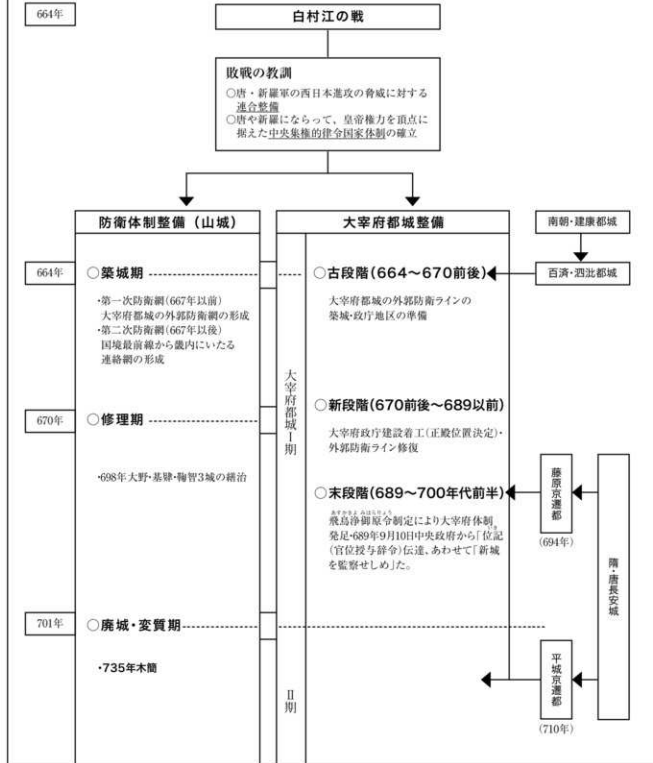 664年
白村江の戦
敗戦の教訓
○唐・新羅軍の西日本進攻の脅威に対する
連合整備
○唐や新羅にならって、皇帝権力を頂点に
据えた中央集権的律令国家体制の確立
防衛体制整備（山城）
大宰府都城整備
南朝・建康都城
百済・泗沘都城
664年
○築城期
・第一次防衛網(667年以前)
大宰府都城の外郭防衛網の形成
・第二次防衛網(667年以後)
国境最前線から畿内にいたる
連絡網の形成
○古段階(664～670前後)
大宰府都城の外郭防衛ラインの
築城・政庁地区の準備
大宰府都城Ⅰ期
670年
○修理期
・698年大野・基肄・鞠智3城の繕治
○新段階(670前後～689以前)
大宰府政庁建設着工(正殿位置決定)・
外郭防衛ライン修復
○末段階(689～700年代前半)
あすかきよみはらりょう
飛鳥浄御原令制定により大宰府体制
いき
発足・689年9月10日中央政府から「位記
(官位授与辞令)伝達、あわせて「新城
を監察せしめ」た。
藤原京遷都
(694年)
隋・唐長安城
701年
○廃城・変質期
・735年木簡
Ⅱ期
平城京遷都
(710年)